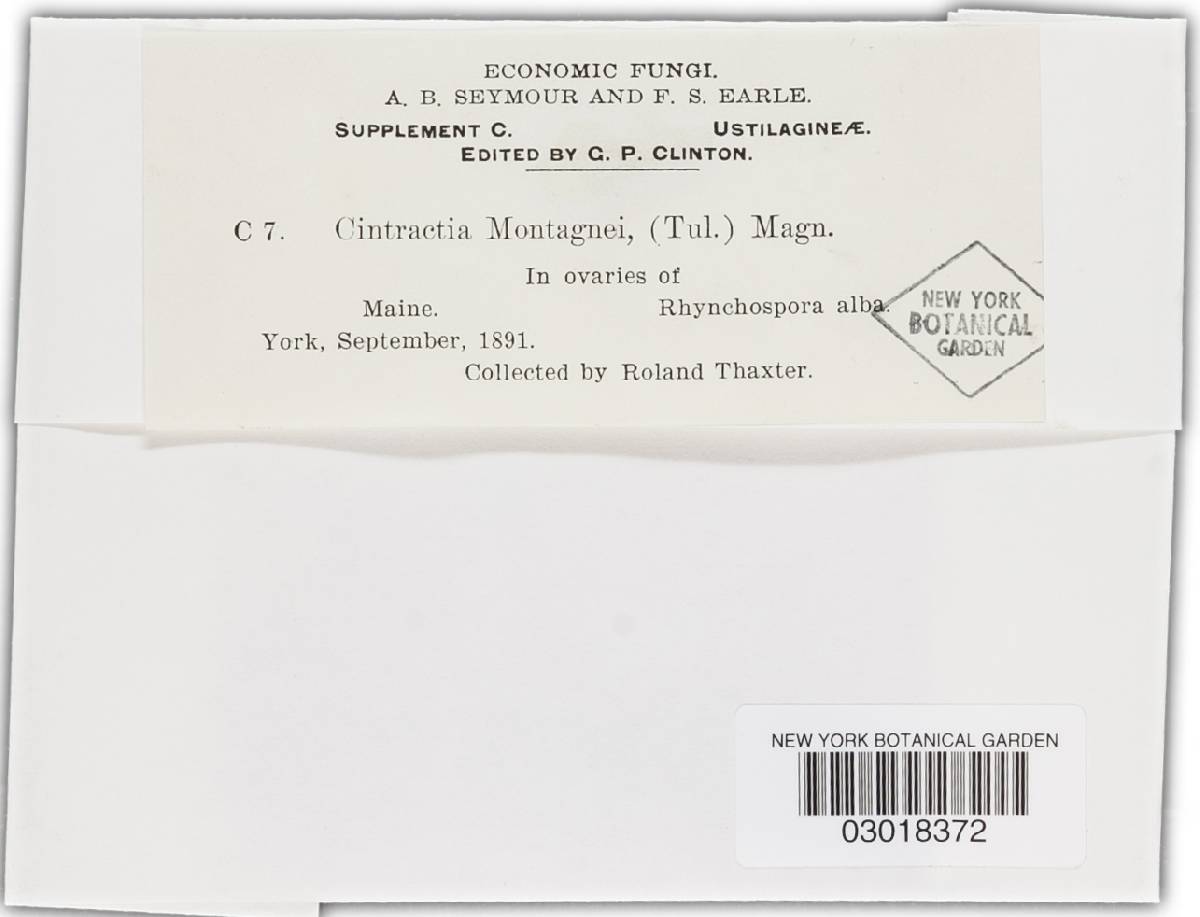 ECONOMIC FUNGI.
A. B. SEYMOUR AND F. S. EARLE.
SUPPLEMENT C. USTILAGINEÆ.
EDITED BY G. P. CLINTON.
C 7. Cintractia Montagnei, (Tul.) Magn.
In ovaries of
Maine. Rhynchospora alba.
York, September, 1891.
Collected by Roland Thaxter.
NEW YORK
BOTANICAL
GARDEN
NEW YORK BOTANICAL GARDEN
03018372